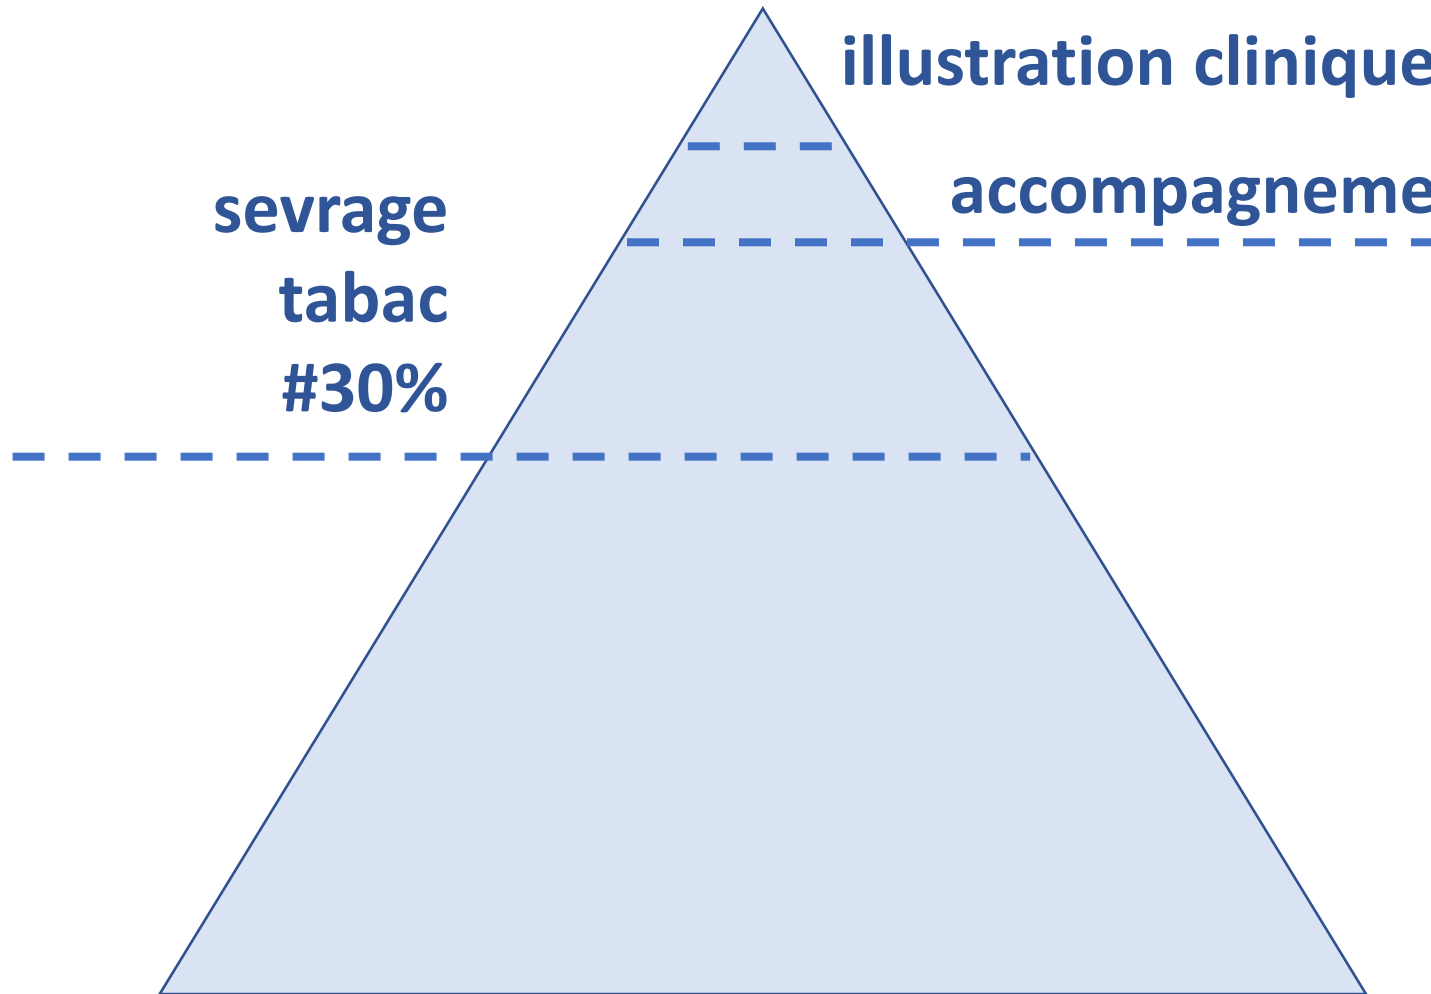 illustration clinique
accompagneme
sevrage
tabac
#30%